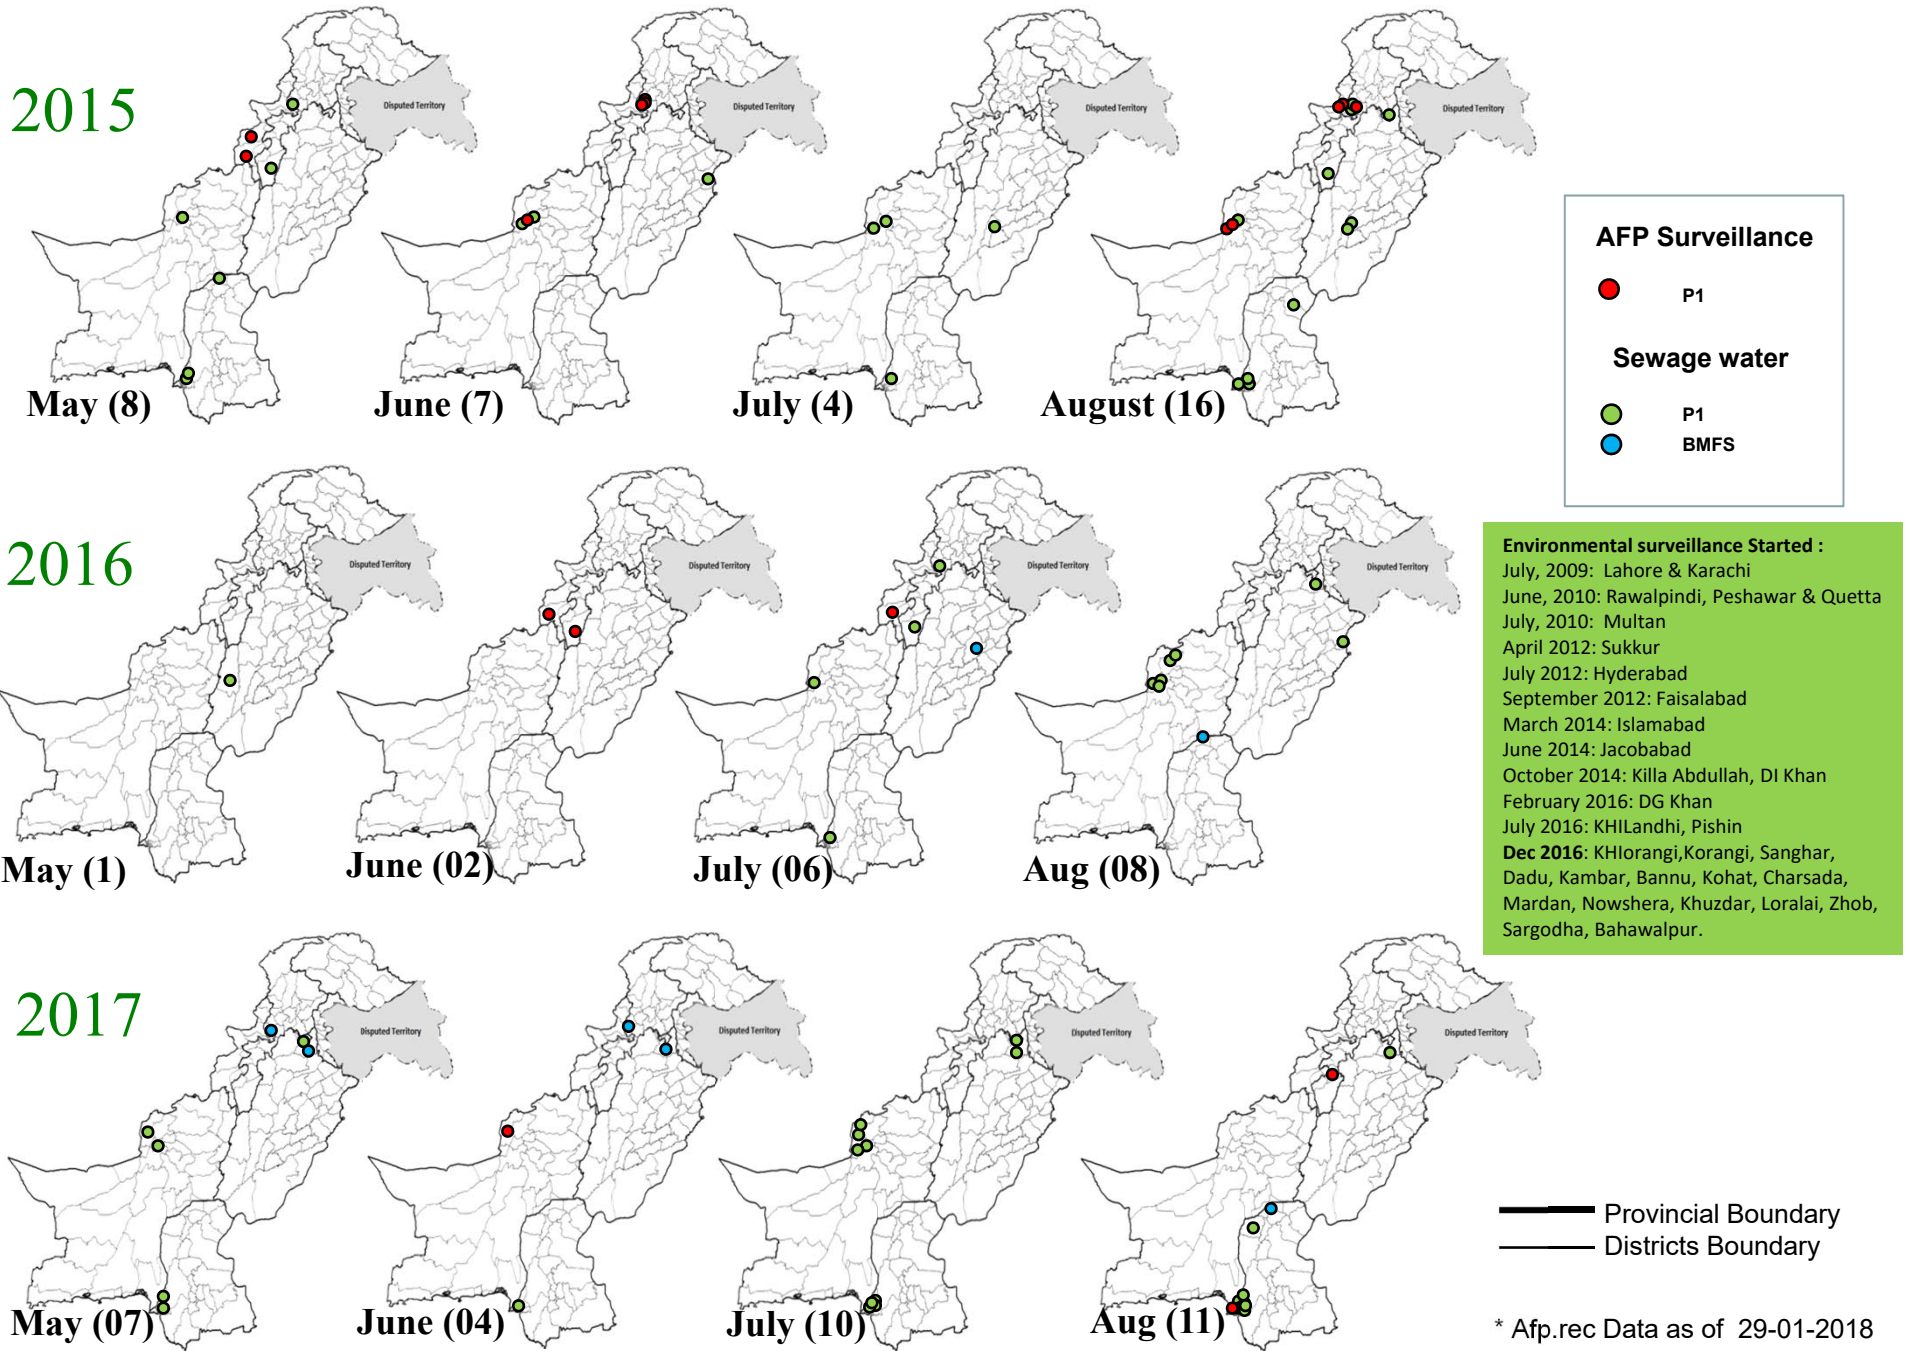 2015
Disputed Territory
Disputed Territory
Disputed Territory
Disputed Territory
May (8)
June (7)
July (4)
August (16)
AFP Surveillance
P1
Sewage water
P1
BMFS
2016
Disputed Territory
Disputed Territory
Disputed Territory
Disputed Territory
May (1)
June (02)
July (06)
Aug (08)
Environmental surveillance Started :
July, 2009: Lahore & Karachi
June, 2010: Rawalpindi, Peshawar & Quetta
July, 2010: Multan
April 2012: Sukkur
July 2012: Hyderabad
September 2012: Faisalabad
March 2014: Islamabad
June 2014: Jacobabad
October 2014: Killa Abdullah, DI Khan
February 2016: DG Khan
July 2016: KHILandhi, Pishin
Dec 2016: KHIorangi,Korangi, Sanghar,
Dadu, Kambar, Bannu, Kohat, Charsada,
Mardan, Nowshera, Khuzdar, Loralai, Zhob,
Sargodha, Bahawalpur.
2017
Disputed Territory
Disputed Territory
Disputed Territory
Disputed Territory
May (07)
June (04)
July (10)
Aug (11)
Provincial Boundary
Districts Boundary
* Afp.rec Data as of 29-01-2018